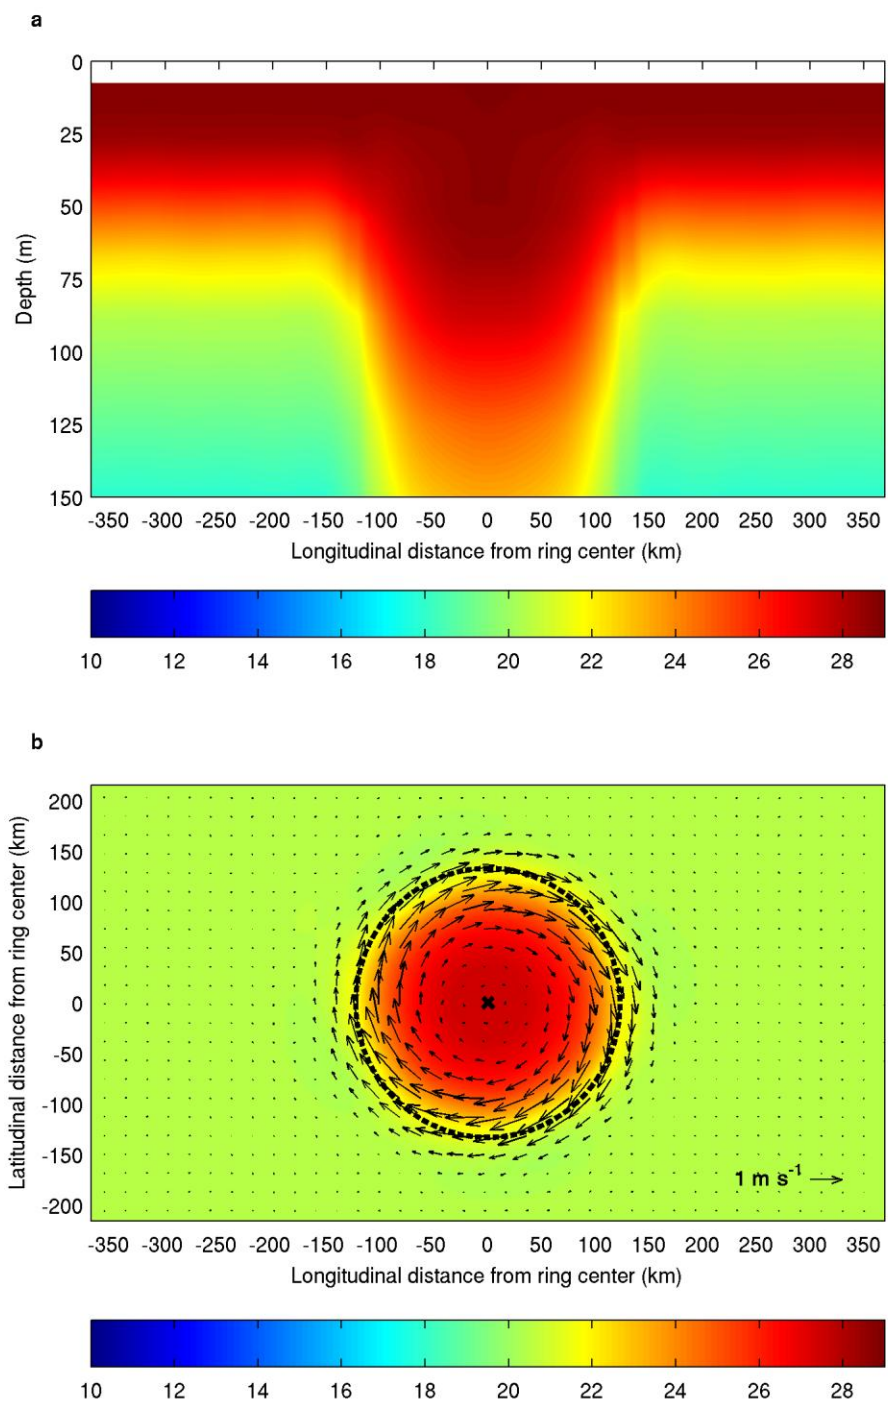 a
0
25
50
75
100
125
150
Depth (m)
-350 -300 -250 -200 -150 -100 -50 0 50 100 150 200 250 300 350
Longitudinal distance from ring center (km)
10 12 14 16 18 20 22 24 26 28
b
200
150
100
50
0
-50
-100
-150
-200
Latitudinal distance from ring center (km)
1 m s-1
-350 -300 -250 -200 -150 -100 -50 0 50 100 150 200 250 300 350
Longitudinal distance from ring center (km)
10 12 14 16 18 20 22 24 26 28